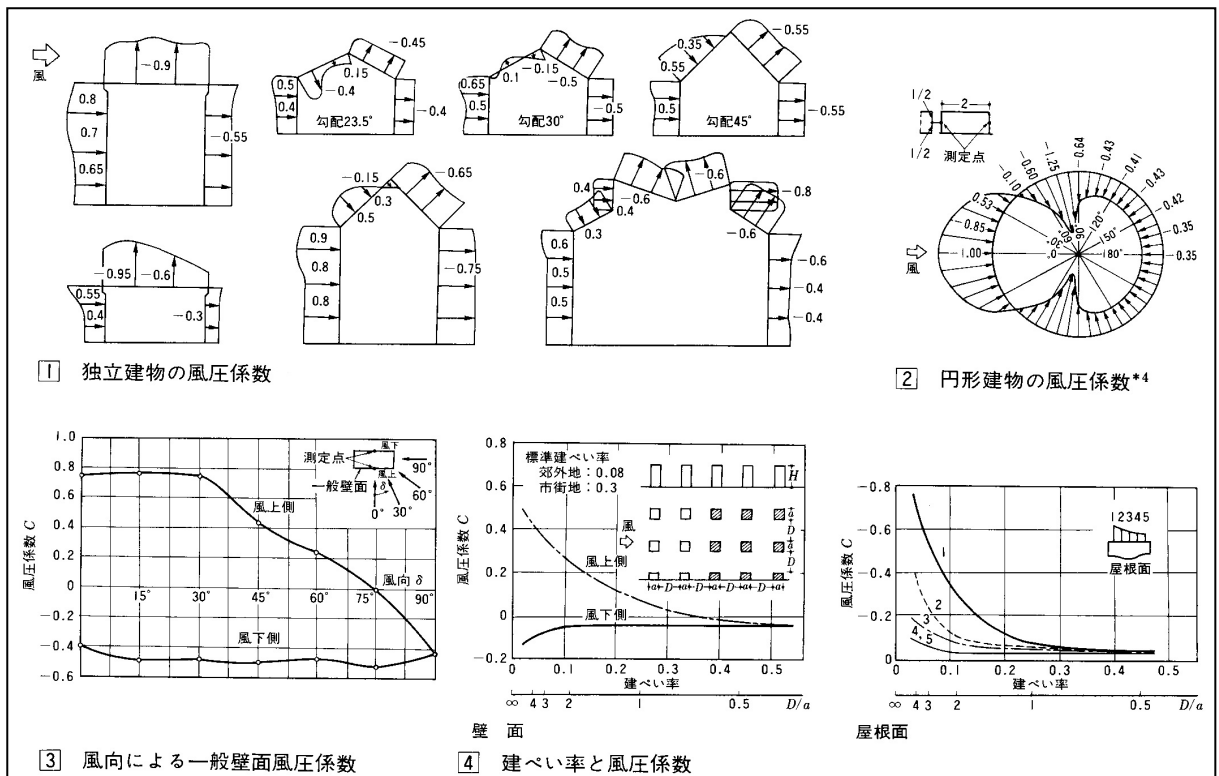 風
−0.9
0.8
0.7
0.65
−0.55
−0.45
0.15
−0.4
0.5
0.4
−0.4
勾配23.5°
0.1
−0.15
−0.5
0.65
0.5
−0.5
勾配30°
−0.55
0.35
0.55
0.5
0.5
−0.55
勾配45°
−0.95
−0.6
0.55
0.4
−0.3
−0.15
0.3
0.5
−0.65
0.9
0.8
0.8
−0.75
0.4
−0.6
0.4
0.3
−0.6
−0.8
−0.6
0.6
0.5
0.5
−0.6
−0.4
−0.4
1/2
1/2
2
測定点
−1.00
−0.85
0.53
−0.10
−0.60
−1.25
−0.64
−0.43
−0.41
−0.43
−0.42
−0.35
−0.35
0°
30°
60°
90°
120°
150°
180°
風
1 独立建物の風圧係数
2 円形建物の風圧係数*4
風圧係数 C
1.0
0.8
0.6
0.4
0.2
0
−0.2
−0.4
−0.6
15°
30°
45°
60°
75°
90°
風向 δ
風上側
風下側
測定点
一般壁面
風下
風上
δ
0°
30°
60°
90°
3 風向による一般壁面風圧係数
風圧係数 C
0.8
0.6
0.4
0.2
0
−0.2
標準建ぺい率
郊外地：0.08
市街地：0.3
風
H
a
D
a
D
a D a D a D a
風上側
風下側
0
0.1
0.2
0.3
0.4
0.5
建ぺい率
∞ 4 3 2 1 0.5 D/a
壁 面
風圧係数 C
−0.8
−0.6
−0.4
−0.2
0
12345
屋根面
1
2
3
4, 5
0
0.1
0.2
0.3
0.4
0.5
建ぺい率
∞ 4 3 2 1 0.5 D/a
屋根面
4 建ぺい率と風圧係数